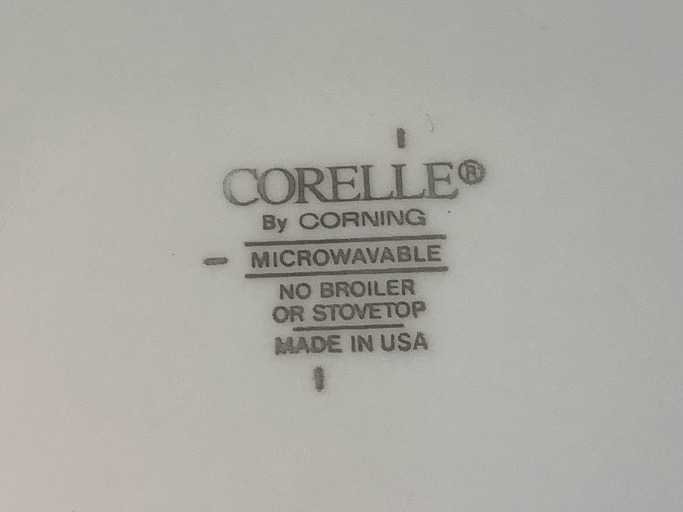 CORELLE®
By CORNING
MICROWAVABLE
NO BROILER
OR STOVETOP
MADE IN USA